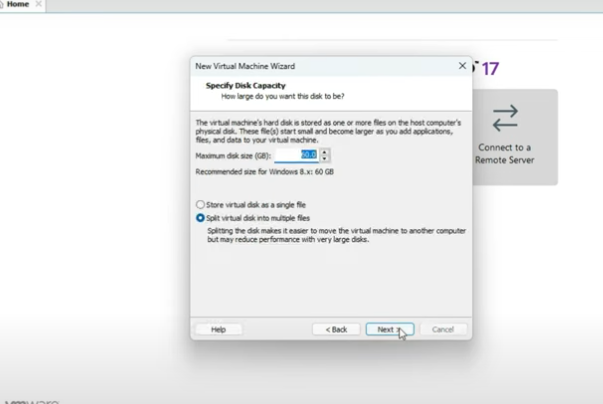 Home
New Virtual Machine Wizard
17
Specify Disk Capacity
How large do you want this disk to be?
The virtual machine's hard disk is stored as one or more files on the host computer's
physical disk. These file(s) start small and become larger as you add applications,
files, and data to your virtual machine.
Maximum disk size (GB): 60.0
Recommended size for Windows 8.x: 60 GB
Connect to a
Remote Server
Store virtual disk as a single file
Split virtual disk into multiple files
Splitting the disk makes it easier to move the virtual machine to another computer
but may reduce performance with very large disks.
Help
< Back
Next >
Cancel